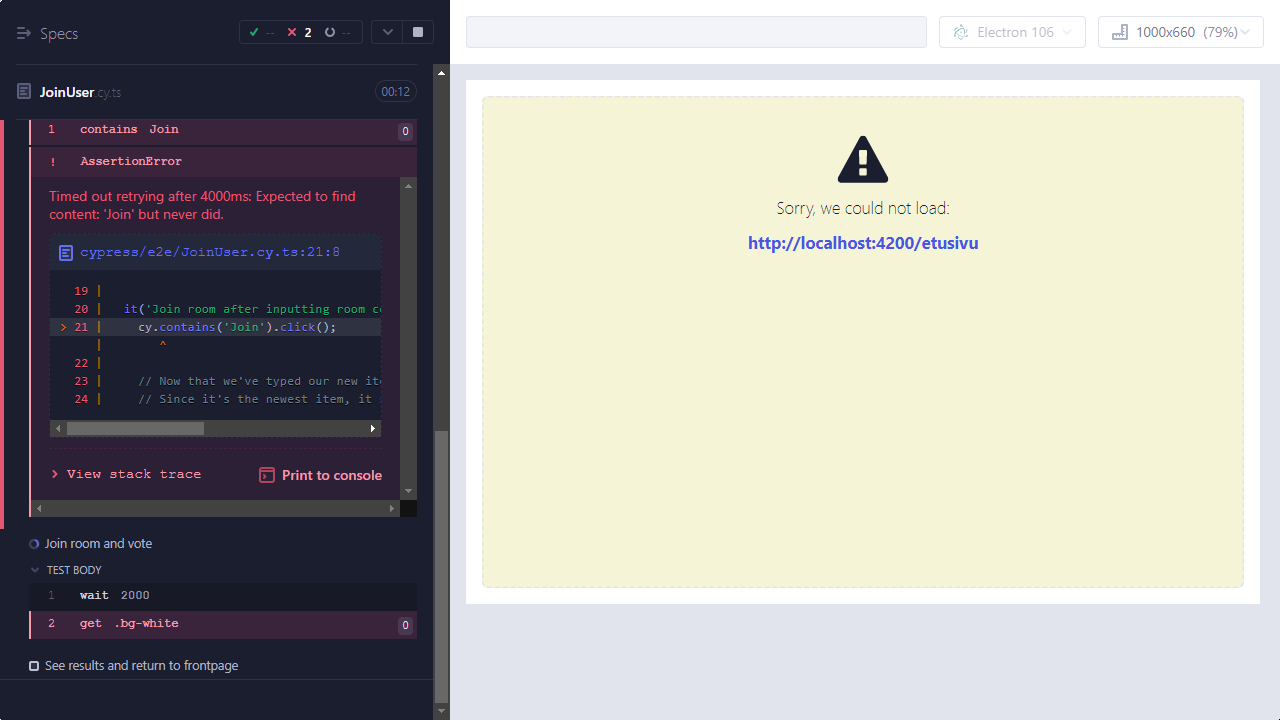 Specs
-- 2 --
JoinUser.cy.ts 00:12
1 contains Join 0
! AssertionError
Timed out retrying after 4000ms: Expected to find
content: 'Join' but never did.
cypress/e2e/JoinUser.cy.ts:21:8
19 |
20 | it('Join room after inputting room c
> 21 | cy.contains('Join').click();
| ^
22 |
23 | // Now that we've typed our new ite
24 | // Since it's the newest item, it
> View stack trace
Print to console
Join room and vote
TEST BODY
1 wait 2000
2 get .bg-white 0
See results and return to frontpage
Electron 106
1000x660 (79%)
Sorry, we could not load:
http://localhost:4200/etusivu